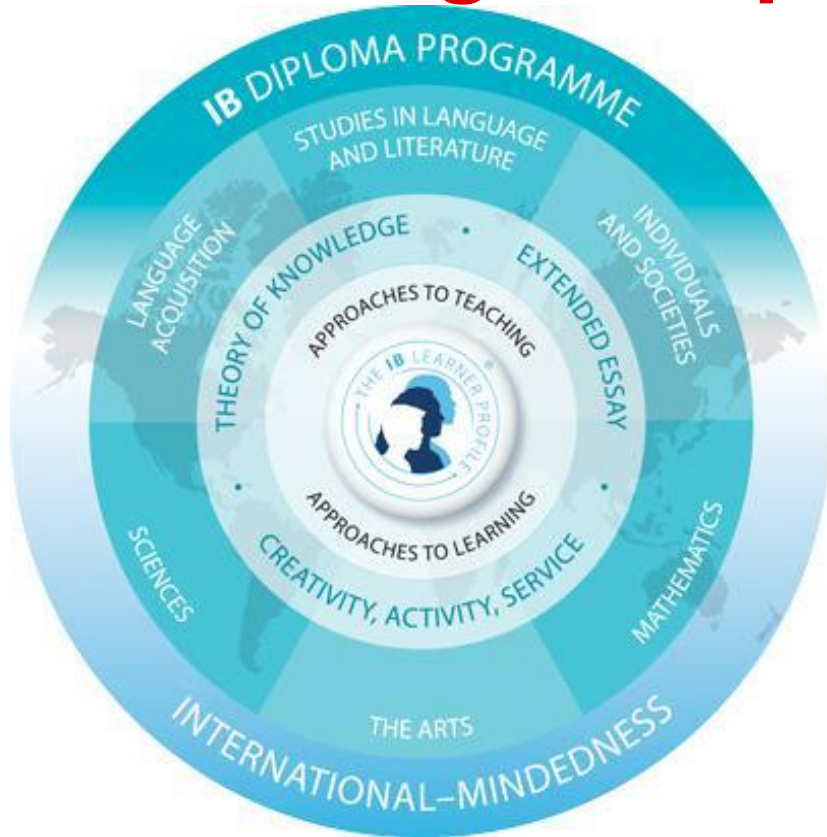 IB DIPLOMA PROGRAMME
STUDIES IN LANGUAGE
AND LITERATURE
LANGUAGE
ACQUISITION
INDIVIDUALS
AND SOCIETIES
THEORY OF KNOWLEDGE
EXTENDED ESSAY
APPROACHES TO TEACHING
THE IB LEARNER PROFILE
®
APPROACHES TO LEARNING
CREATIVITY, ACTIVITY, SERVICE
SCIENCES
MATHEMATICS
THE ARTS
INTERNATIONAL–MINDEDNESS